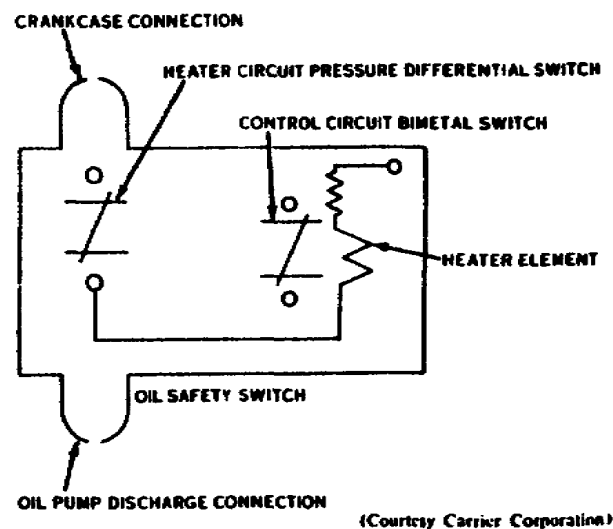 CRANKCASE CONNECTION
HEATER CIRCUIT PRESSURE DIFFERENTIAL SWITCH
CONTROL CIRCUIT BIMETAL SWITCH
HEATER ELEMENT
OIL SAFETY SWITCH
OIL PUMP DISCHARGE CONNECTION
(Courtesy Carrier Corporation)